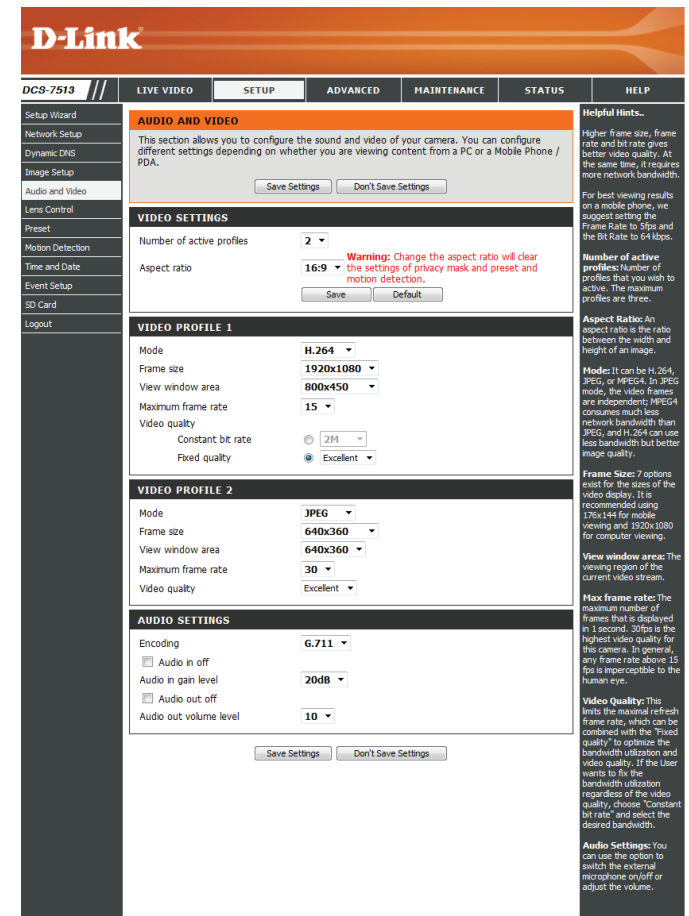 D-Link
DCS-7513 //
LIVE VIDEO
SETUP
ADVANCED
MAINTENANCE
STATUS
HELP
Setup Wizard
Network Setup
Dynamic DNS
Image Setup
Audio and Video
Lens Control
Preset
Motion Detection
Time and Date
Event Setup
SD Card
Logout
AUDIO AND VIDEO
This section allows you to configure the sound and video of your camera. You can configure
different settings depending on whether you are viewing content from a PC or a Mobile Phone /
PDA.
Save Settings Don't Save Settings
VIDEO SETTINGS
Number of active profiles 2
Aspect ratio 16:9
Warning: Change the aspect ratio will clear
the settings of privacy mask and preset and
motion detection.
Save Default
VIDEO PROFILE 1
Mode H.264
Frame size 1920x1080
View window area 800x450
Maximum frame rate 15
Video quality
Constant bit rate 2M
Fixed quality Excellent
VIDEO PROFILE 2
Mode JPEG
Frame size 640x360
View window area 640x360
Maximum frame rate 30
Video quality Excellent
AUDIO SETTINGS
Encoding G.711
Audio in off
Audio in gain level 20dB
Audio out off
Audio out volume level 10
Save Settings Don't Save Settings
Helpful Hints..
Higher frame size, frame
rate and bit rate gives
better video quality. At
the same time, it requires
more network bandwidth.
For best viewing results
on a mobile phone, we
suggest setting the
Frame Rate to 5fps and
the Bit Rate to 64 kbps.
Number of active
profiles: Number of
profiles that you wish to
active. The maximum
profiles are three.
Aspect Ratio: An
aspect ratio is the ratio
between the width and
height of an image.
Mode: It can be H.264,
JPEG, or MPEG4. In JPEG
mode, the video frames
are independent; MPEG4
consumes much less
network bandwidth than
JPEG, and H.264 can use
less bandwidth but better
image quality.
Frame Size: 7 options
exist for the sizes of the
video display. It is
recommended using
176x144 for mobile
viewing and 1920x1080
for computer viewing.
View window area: The
viewing region of the
current video stream.
Max frame rate: The
maximum number of
frames that is displayed
in 1 second. 30fps is the
highest video quality for
this camera. In general,
any frame rate above 15
fps is imperceptible to the
human eye.
Video Quality: This
limits the maximal refresh
frame rate, which can be
combined with the "Fixed
quality" to optimize the
bandwidth utilization and
video quality. If the User
wants to fix the
bandwidth utilization
regardless of the video
quality, choose "Constant
bit rate" and select the
desired bandwidth.
Audio Settings: You
can use the option to
switch the external
microphone on/off or
adjust the volume.